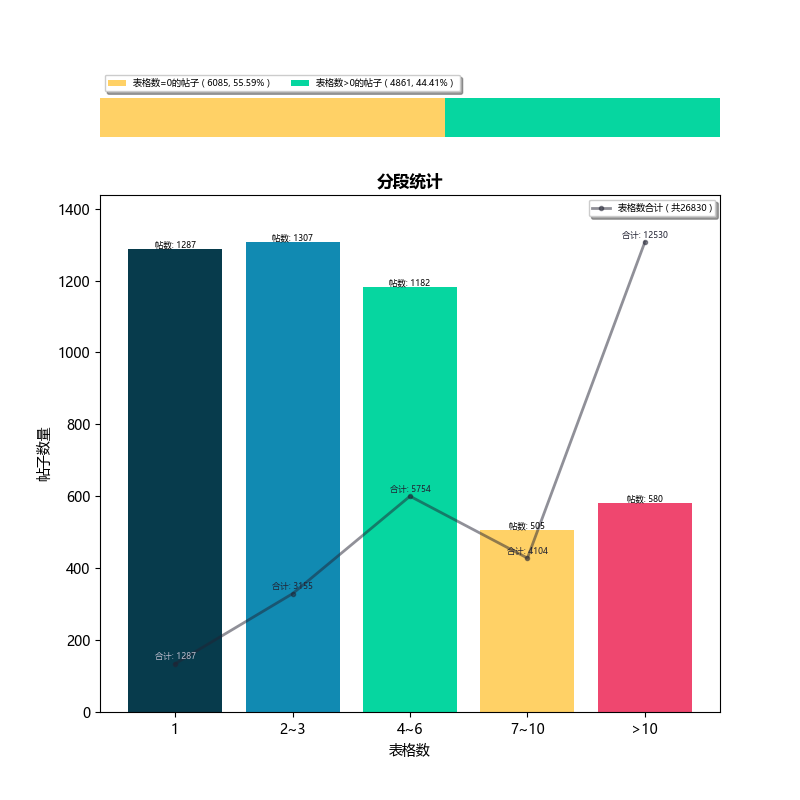 表格数=0的帖子 ( 6085, 55.59% )
表格数>0的帖子 ( 4861, 44.41% )
分段统计
表格数合计 ( 共26830 )
帖子数量
1400
1200
1000
800
600
400
200
0
帖数: 1287
帖数: 1307
帖数: 1182
帖数: 505
帖数: 580
合计: 1287
合计: 3155
合计: 5754
合计: 4104
合计: 12530
1
2~3
4~6
7~10
>10
表格数